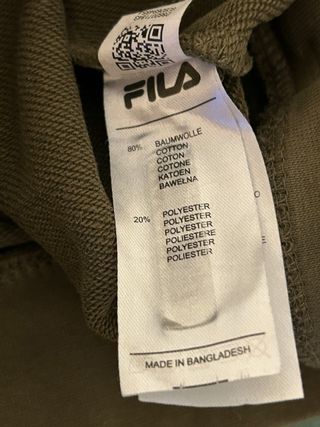 FILA
80% BAUMWOLLE
COTTON
COTON
COTONE
KATOEN
BAWEŁNA
20% POLYESTER
POLYESTER
POLYESTER
POLIESTERE
POLYESTER
POLIESTER
MADE IN BANGLADESH